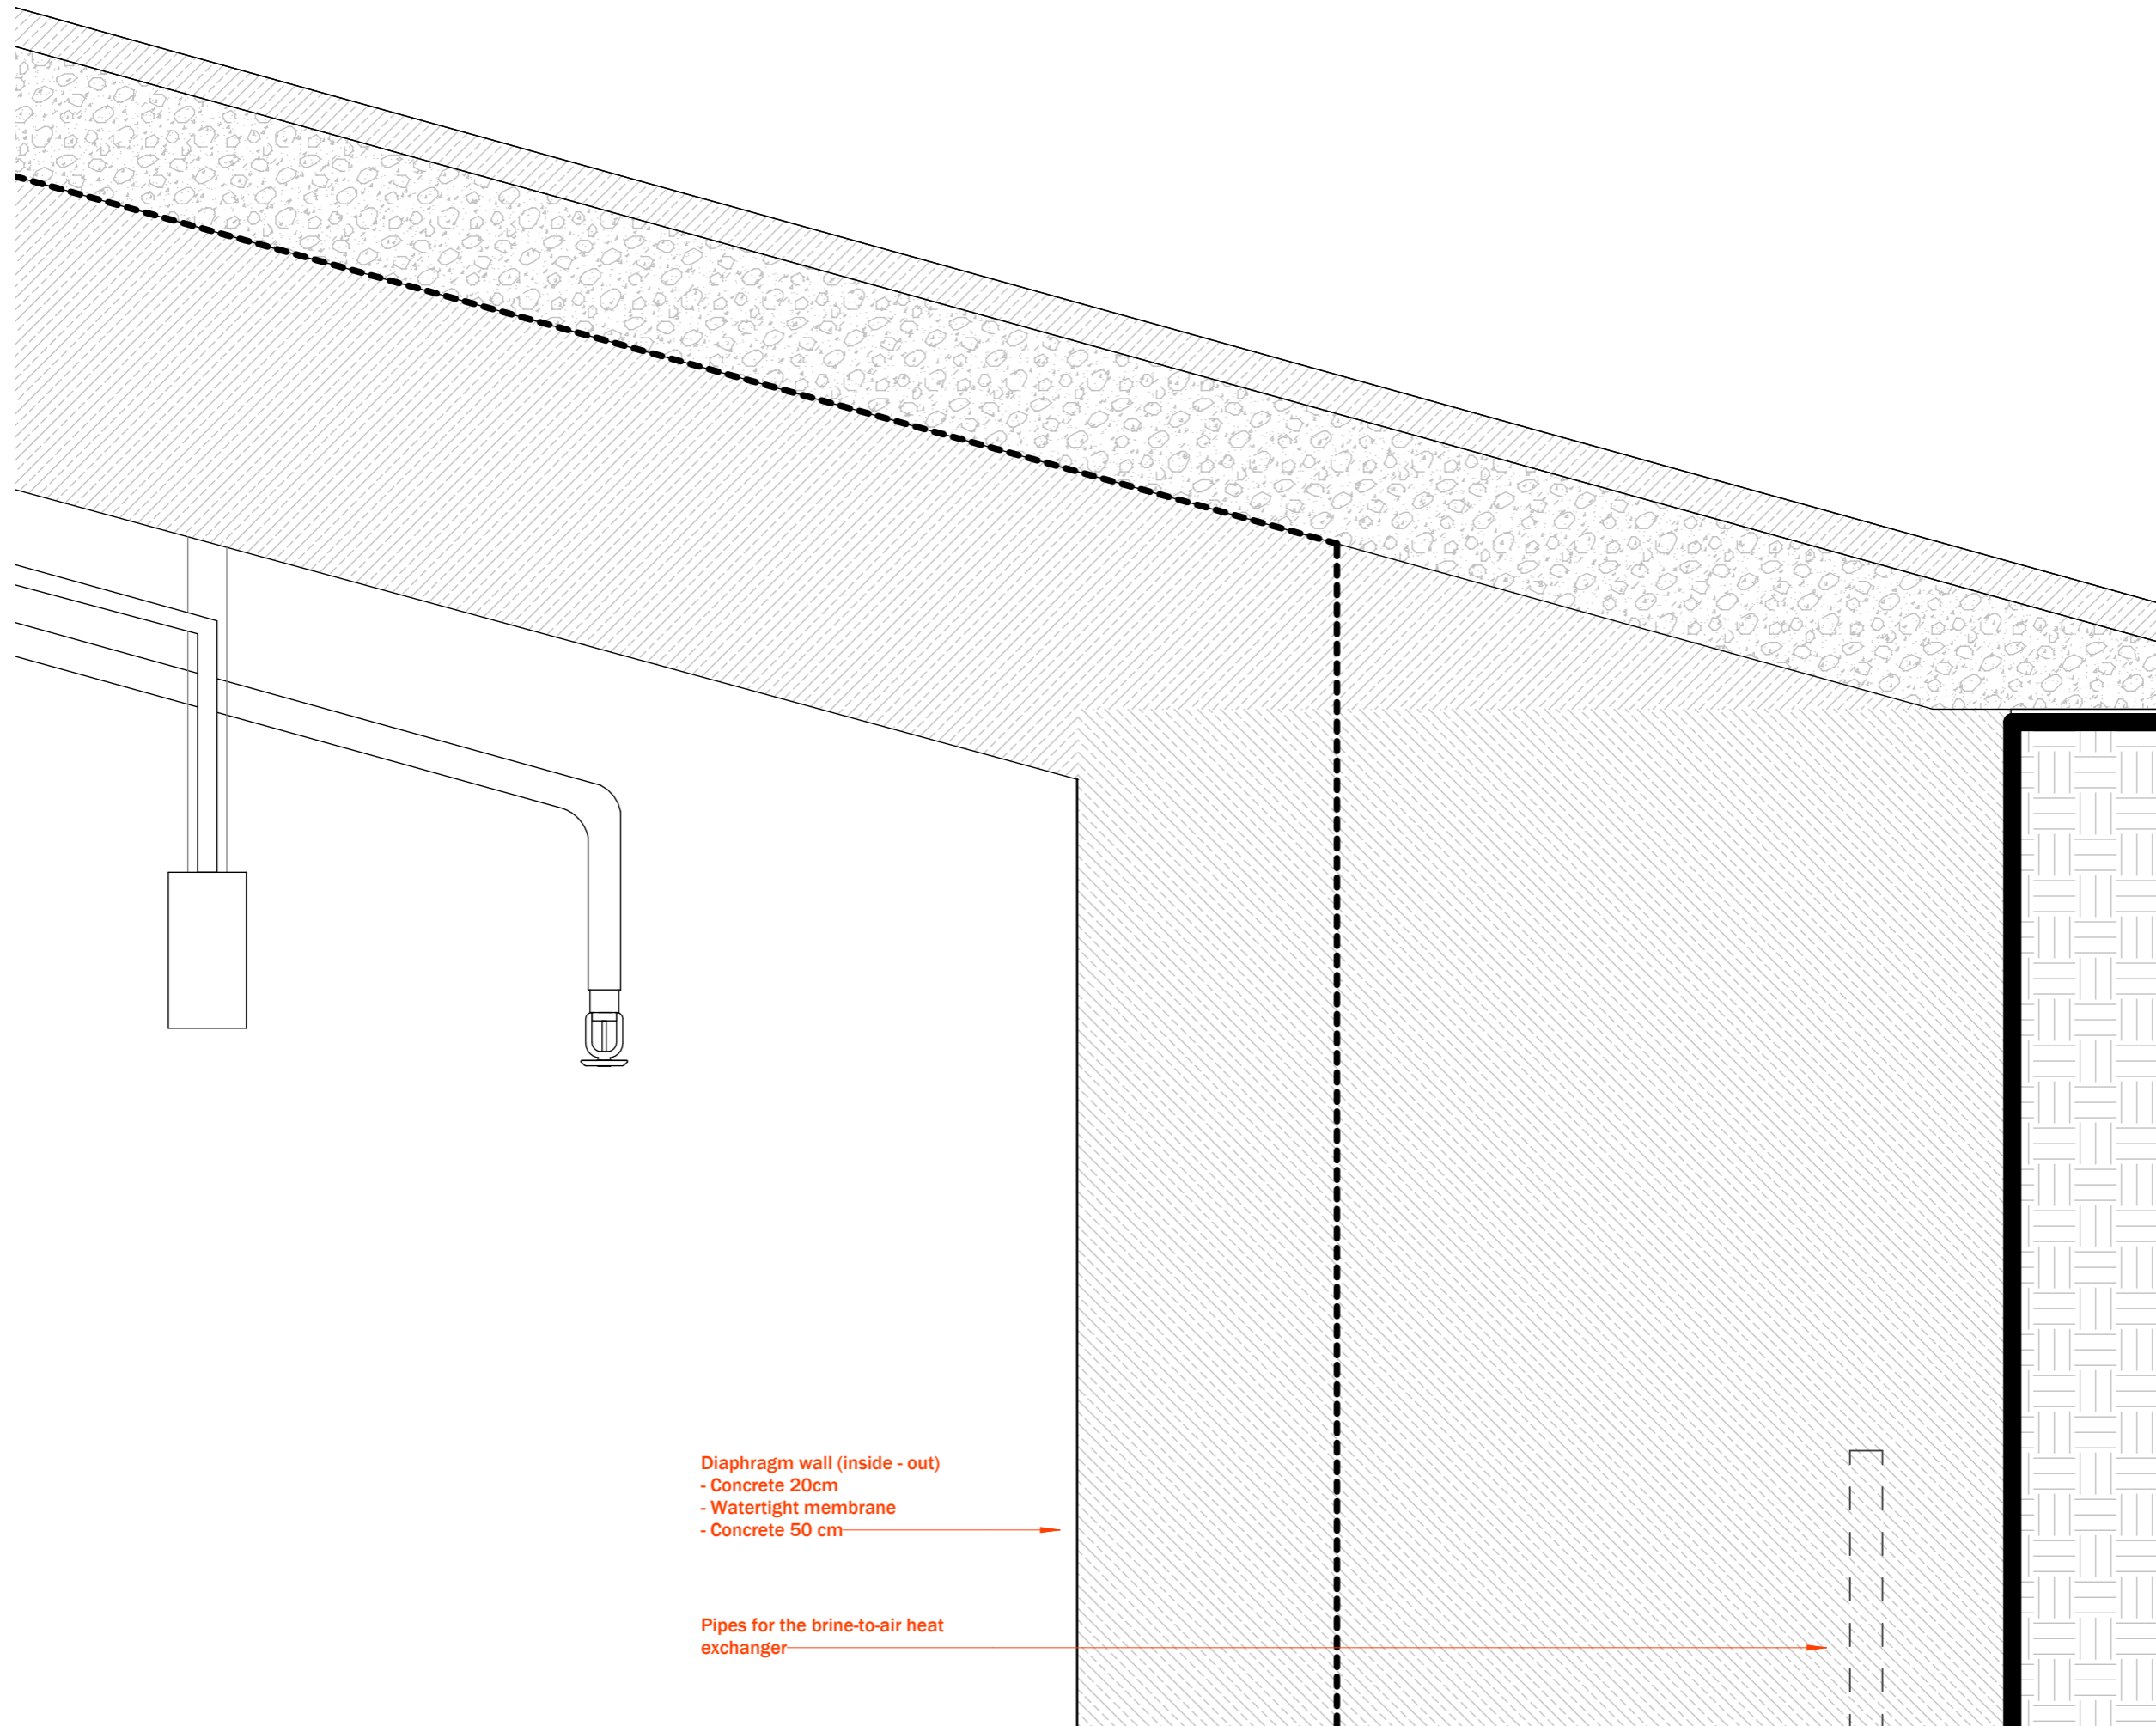 Diaphragm wall (inside - out)
- Concrete 20cm
- Watertight membrane
- Concrete 50 cm
Pipes for the brine-to-air heat
exchanger